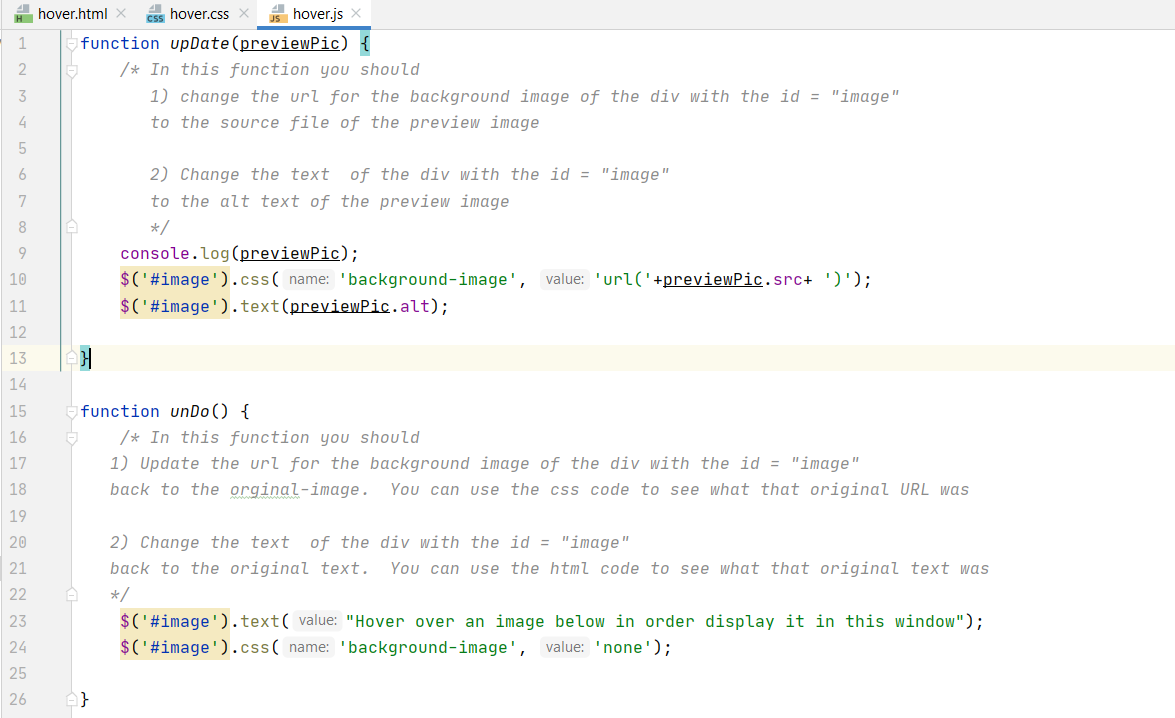 hover.html hover.css hover.js
1 function upDate(previewPic) {
2 /* In this function you should
3 1) change the url for the background image of the div with the id = "image"
4 to the source file of the preview image
5
6 2) Change the text  of the div with the id = "image"
7 to the alt text of the preview image
8 */
9 console.log(previewPic);
10 $('#image').css( name: 'background-image', value: 'url('+previewPic.src+ ')');
11 $('#image').text(previewPic.alt);
12
13 }
14
15 function unDo() {
16 /* In this function you should
17 1) Update the url for the background image of the div with the id = "image"
18 back to the orginal-image.  You can use the css code to see what that original URL was
19
20 2) Change the text  of the div with the id = "image"
21 back to the original text.  You can use the html code to see what that original text was
22 */
23 $('#image').text( value: "Hover over an image below in order display it in this window");
24 $('#image').css( name: 'background-image', value: 'none');
25
26 }